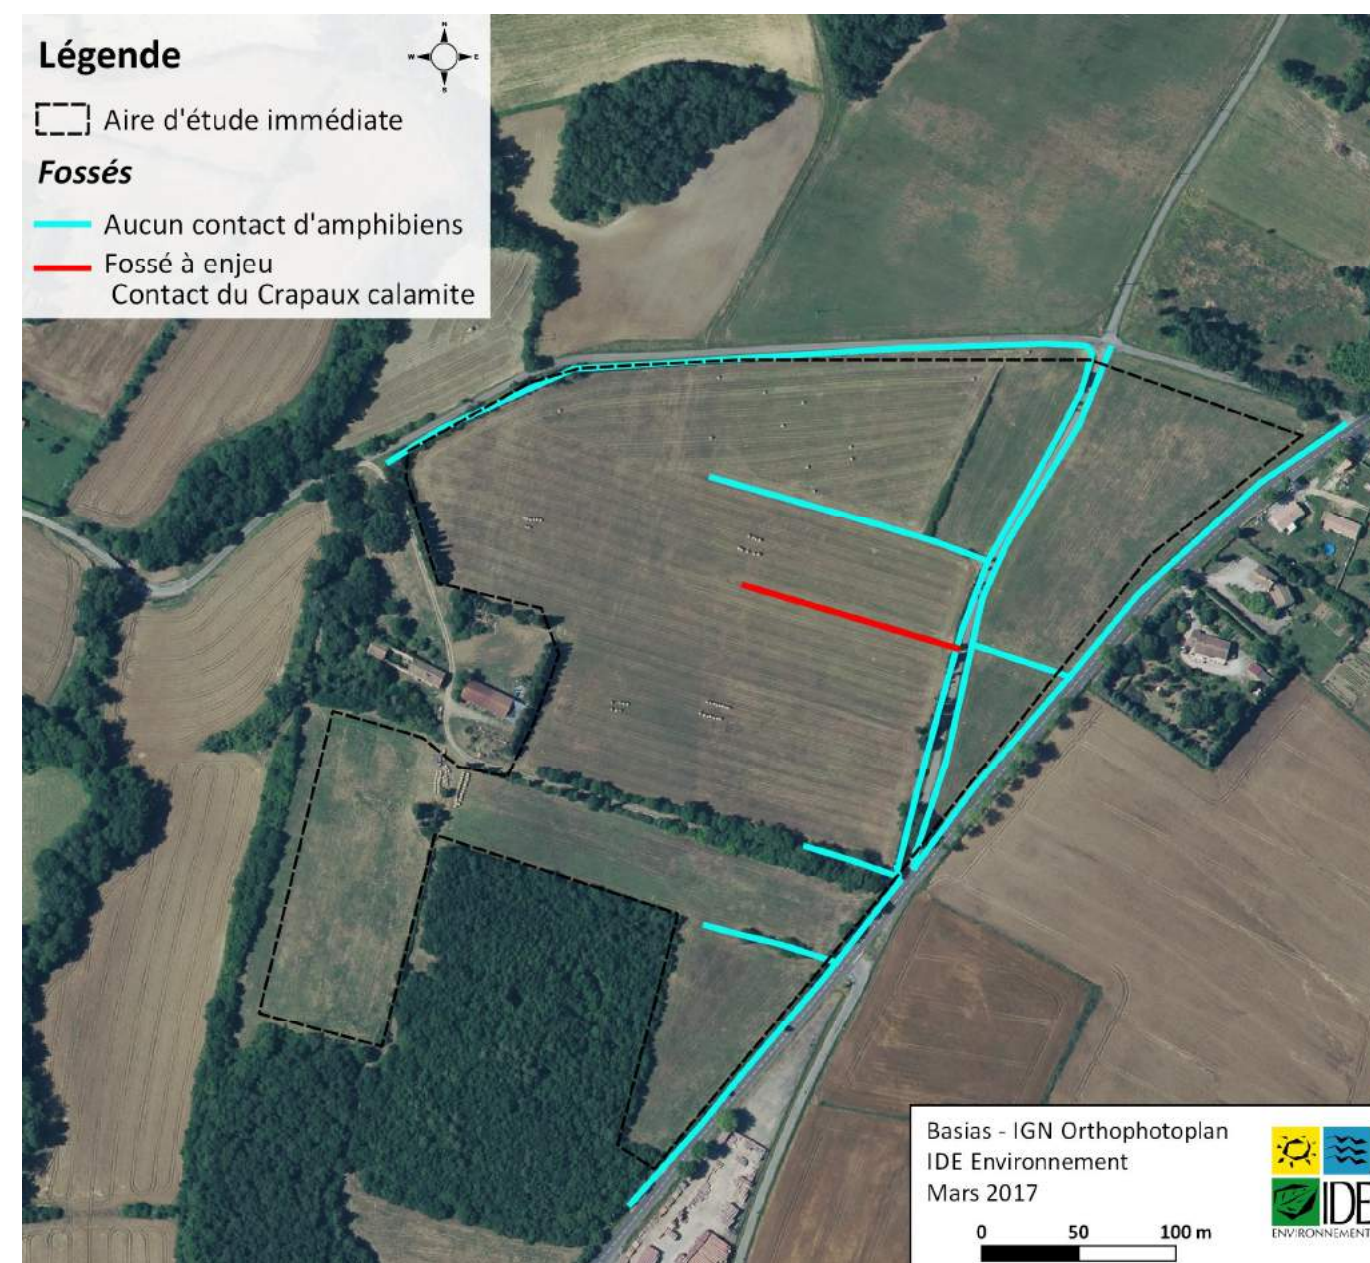 Légende
N
W E
S
Aire d'étude immédiate
Fossés
Aucun contact d'amphibiens
Fossé à enjeu
Contact du Crapaux calamite
Basias - IGN Orthophotoplan
IDE Environnement
Mars 2017
0 50 100 m
IDE
ENVIRONNEMENT